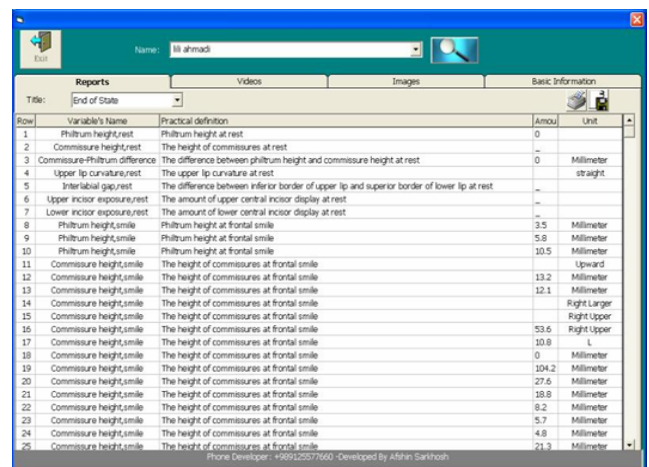 Exit
Name: lili ahmadi
Reports Videos Images Basic Information
Title: End of State
Row Variable's Name Practical definition Amou Unit
1 Philtrum height,rest Philtrum height at rest 0
2 Commissure height,rest The height of commissures at rest _
3 Commissure-Philtrum difference The difference between philtrum height and commissure height at rest 0 Millimeter
4 Upper lip curvature,rest The upper lip curvature at rest straight
5 Interlabial gap,rest The difference between inferior border of upper lip and superior border of lower lip at rest _
6 Upper incisor exposure,rest The amount of upper central incisor display at rest _
7 Lower incisor exposure,rest The amount of lower central incisor display at rest _
8 Philtrum height,smile Philtrum height at frontal smile 3.5 Millimeter
9 Philtrum height,smile Philtrum height at frontal smile 5.8 Millimeter
10 Philtrum height,smile Philtrum height at frontal smile 10.5 Millimeter
11 Commissure height,smile The height of commissures at frontal smile Upward
12 Commissure height,smile The height of commissures at frontal smile 13.2 Millimeter
13 Commissure height,smile The height of commissures at frontal smile 12.1 Millimeter
14 Commissure height,smile The height of commissures at frontal smile Right Larger
15 Commissure height,smile The height of commissures at frontal smile Right Upper
16 Commissure height,smile The height of commissures at frontal smile 53.6 Right Upper
17 Commissure height,smile The height of commissures at frontal smile 10.8 L
18 Commissure height,smile The height of commissures at frontal smile 0 Millimeter
19 Commissure height,smile The height of commissures at frontal smile 104.2 Millimeter
20 Commissure height,smile The height of commissures at frontal smile 27.6 Millimeter
21 Commissure height,smile The height of commissures at frontal smile 18.8 Millimeter
22 Commissure height,smile The height of commissures at frontal smile 8.2 Millimeter
23 Commissure height,smile The height of commissures at frontal smile 5.7 Millimeter
24 Commissure height,smile The height of commissures at frontal smile 4.8 Millimeter
25 Commissure height,smile The height of commissures at frontal smile 21.3 Millimeter
Phone Developer: +989125577660 -Developed By Afshin Sarkhosh